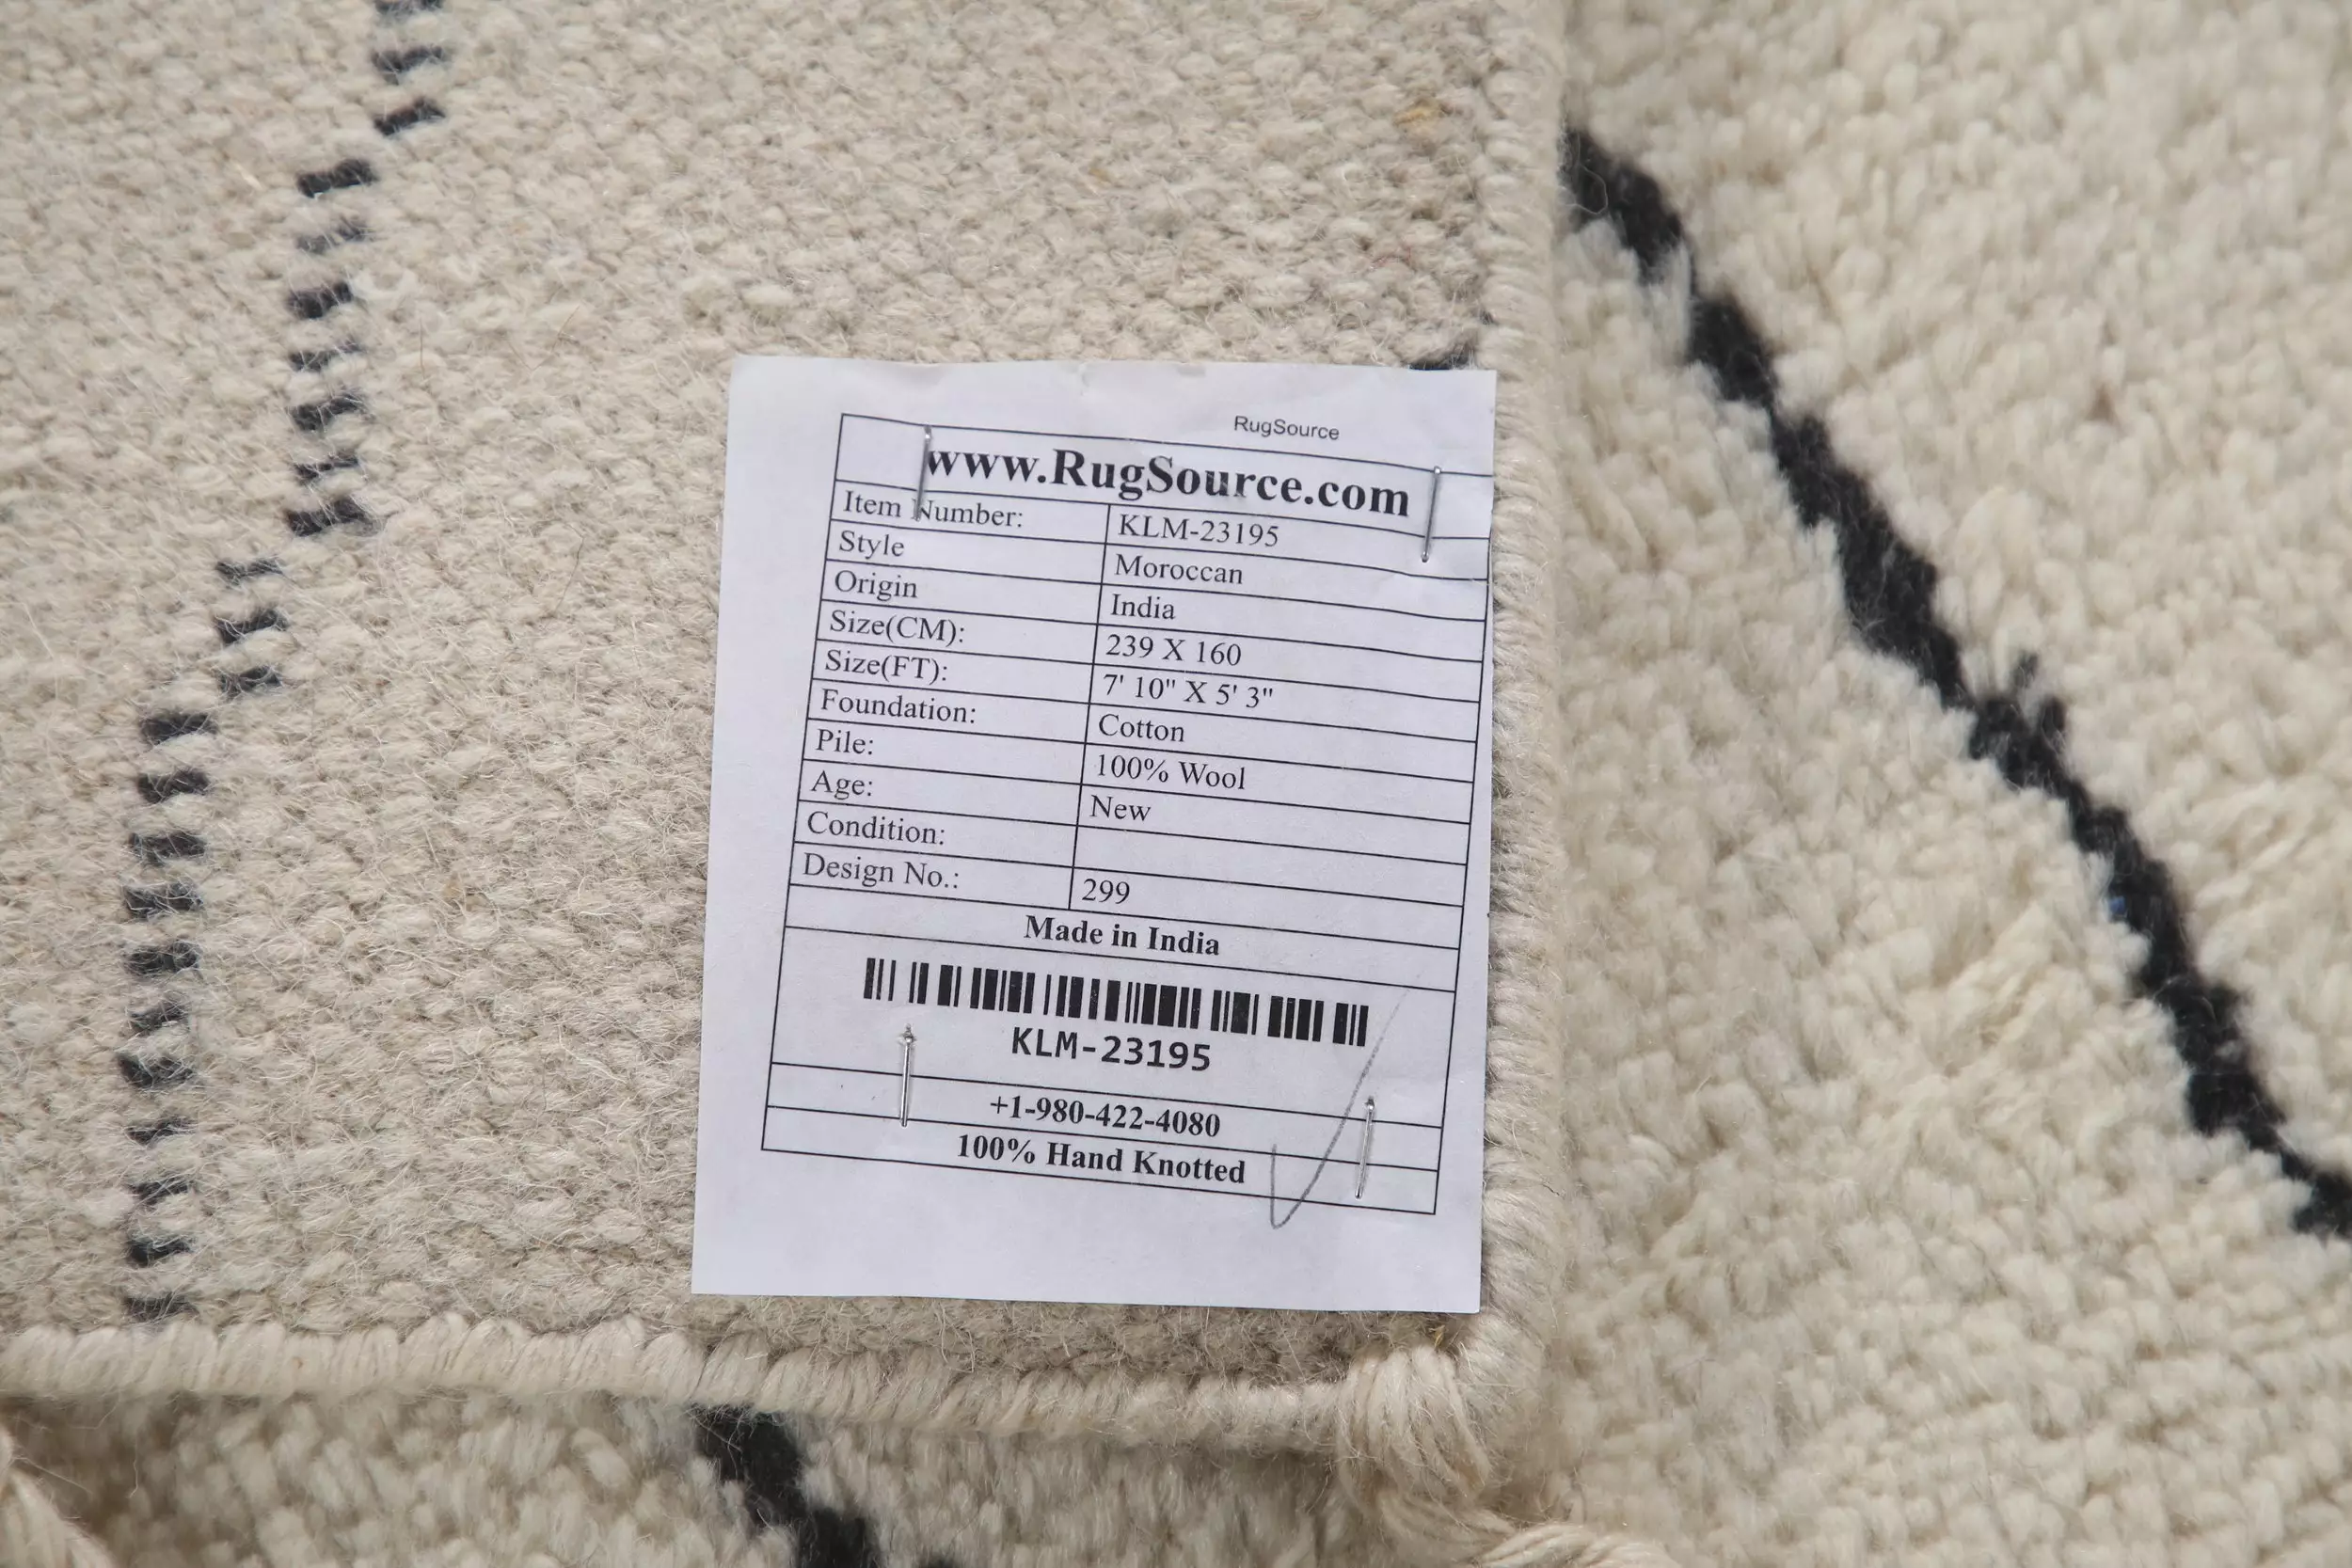 RugSource
www.RugSource.com
Item Number: KLM-23195
Style Moroccan
Origin India
Size(CM): 239 X 160
Size(FT): 7' 10" X 5' 3"
Foundation: Cotton
Pile: 100% Wool
Age: New
Condition:
Design No.: 299
Made in India
KLM-23195
+1-980-422-4080
100% Hand Knotted